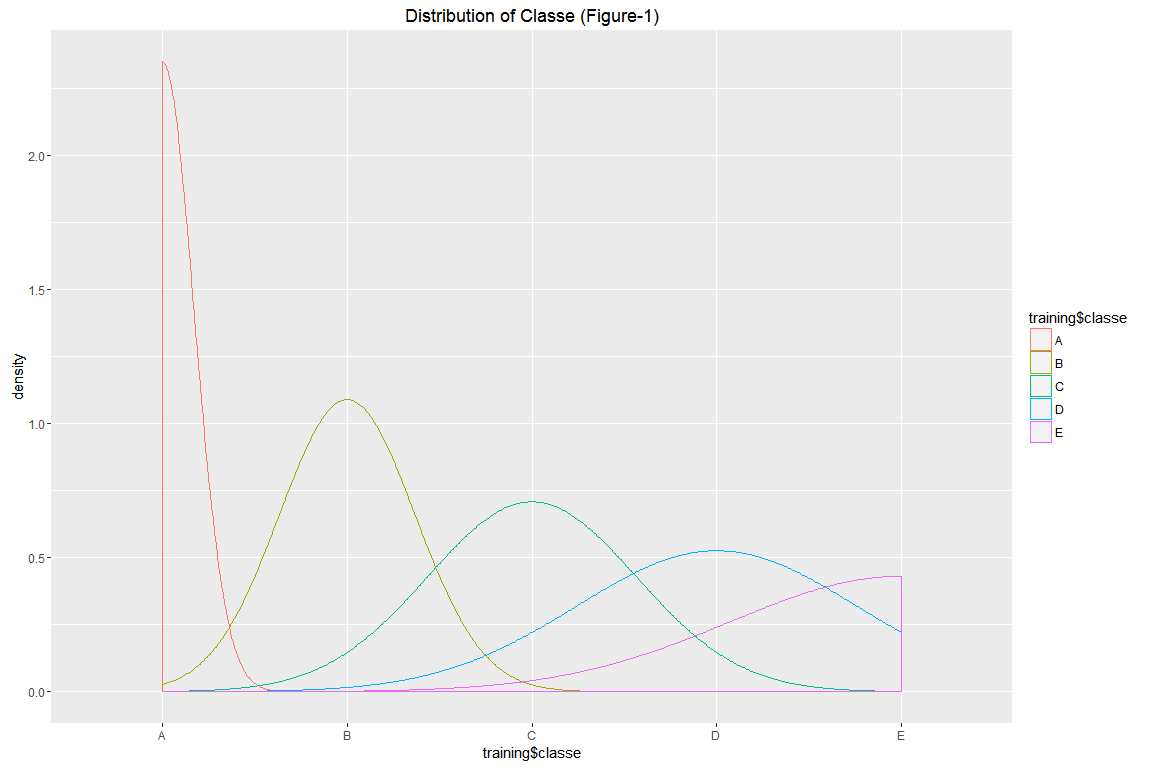 Distribution of Classe (Figure-1)
density
2.0
1.5
1.0
0.5
0.0
A
B
C
D
E
training$classe
training$classe
A
B
C
D
E